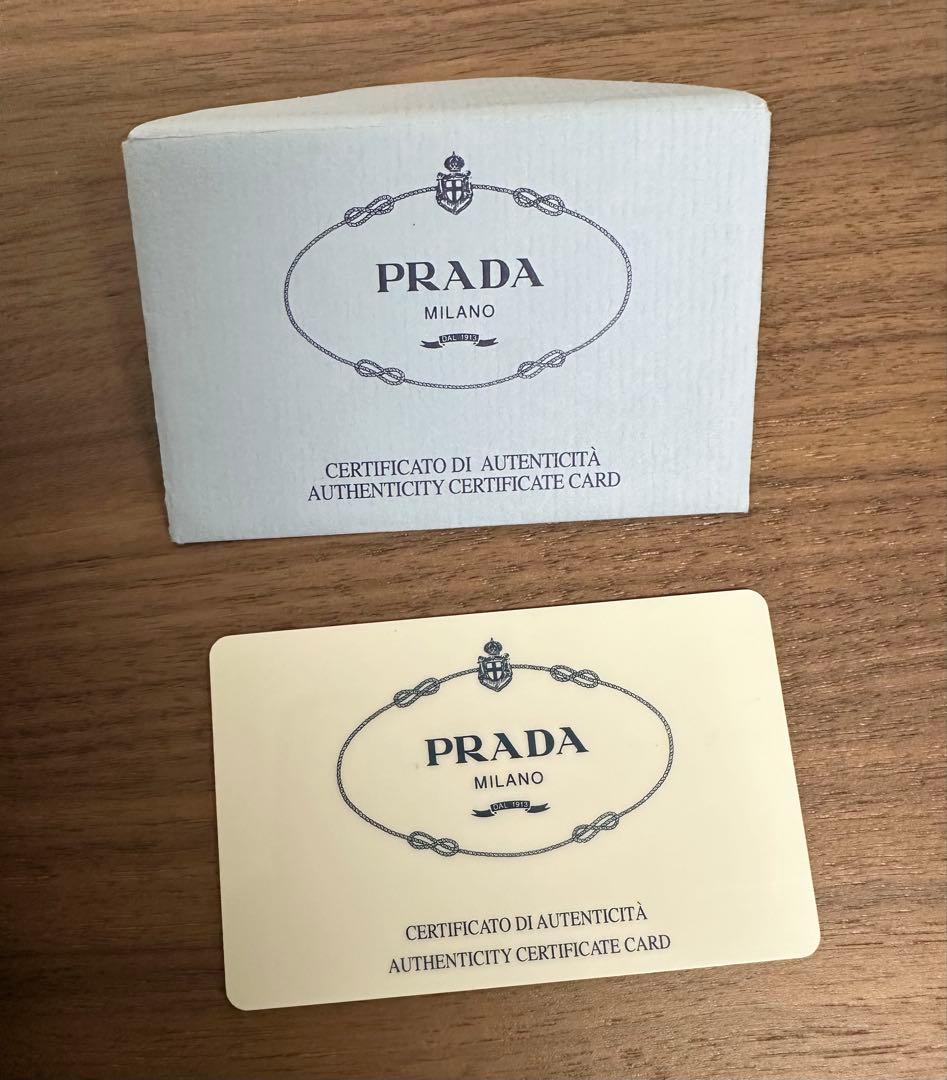 PRADA
MILANO
DAL 1913
CERTIFICATO DI AUTENTICITÀ
AUTHENTICITY CERTIFICATE CARD
PRADA
MILANO
DAL 1913
CERTIFICATO DI AUTENTICITÀ
AUTHENTICITY CERTIFICATE CARD